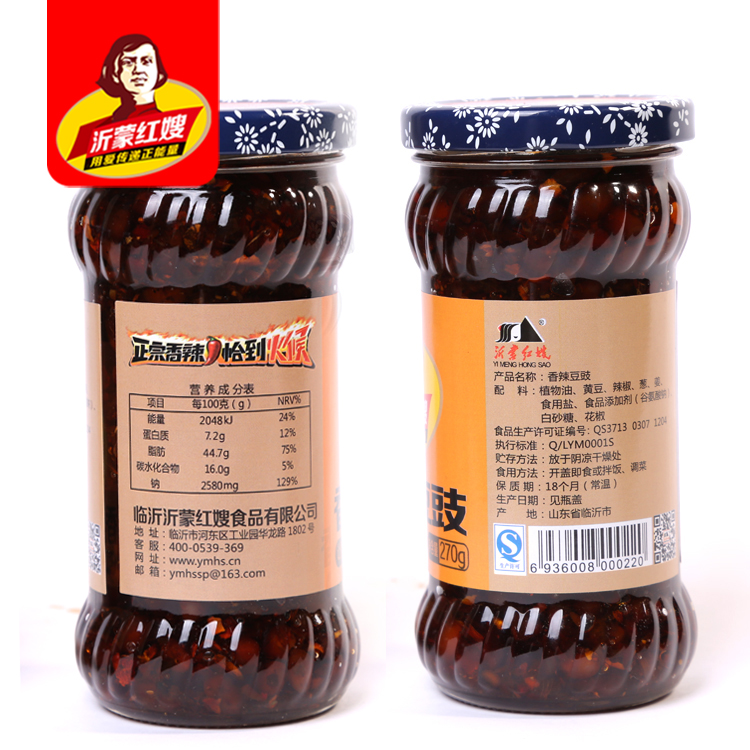 沂蒙红嫂
用爱传递正能量
正宗香辣 恰到火候
营养成分表
项目 每100克(g) NRV%
能量 2048kJ 24%
蛋白质 7.2g 12%
脂肪 44.7g 75%
碳水化合物 16.0g 5%
钠 2580mg 129%
临沂沂蒙红嫂食品有限公司
地址:临沂市河东区工业园华龙路1802号
客服:400-0539-369
网址:www.ymhs.cn
邮箱:ymhssp@163.com
沂蒙红嫂
YI MENG HONG SAO
产品名称:香辣豆豉
配料:植物油、黄豆、辣椒、葱、姜、
食用盐、食品添加剂(谷氨酸钠)
白砂糖、花椒
食品生产许可证编号:QS3713 0307 1204
执行标准:Q/LYM0001S
贮存方法:放于阴凉干燥处
食用方法:开盖即食或拌饭、调菜
保质期:18个月(常温)
生产日期:见瓶盖
产地:山东省临沂市
豉
270g
QS
生产许可
6 936008 000220